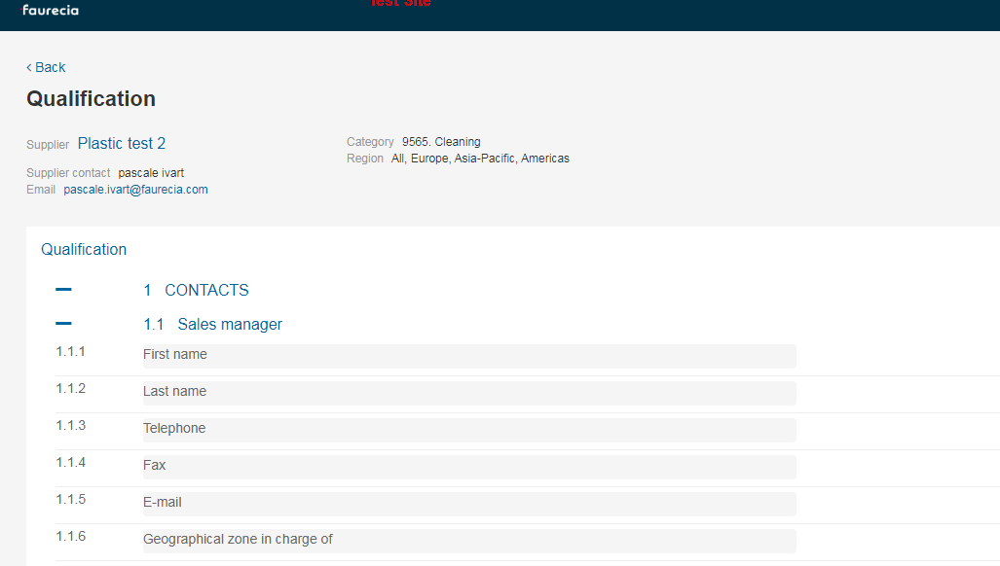 faurecia
Test Site
< Back
Qualification
Supplier Plastic test 2
Category 9565. Cleaning
Region All, Europe, Asia-Pacific, Americas
Supplier contact pascale ivart
Email pascale.ivart@faurecia.com
Qualification
1 CONTACTS
1.1 Sales manager
1.1.1 First name
1.1.2 Last name
1.1.3 Telephone
1.1.4 Fax
1.1.5 E-mail
1.1.6 Geographical zone in charge of